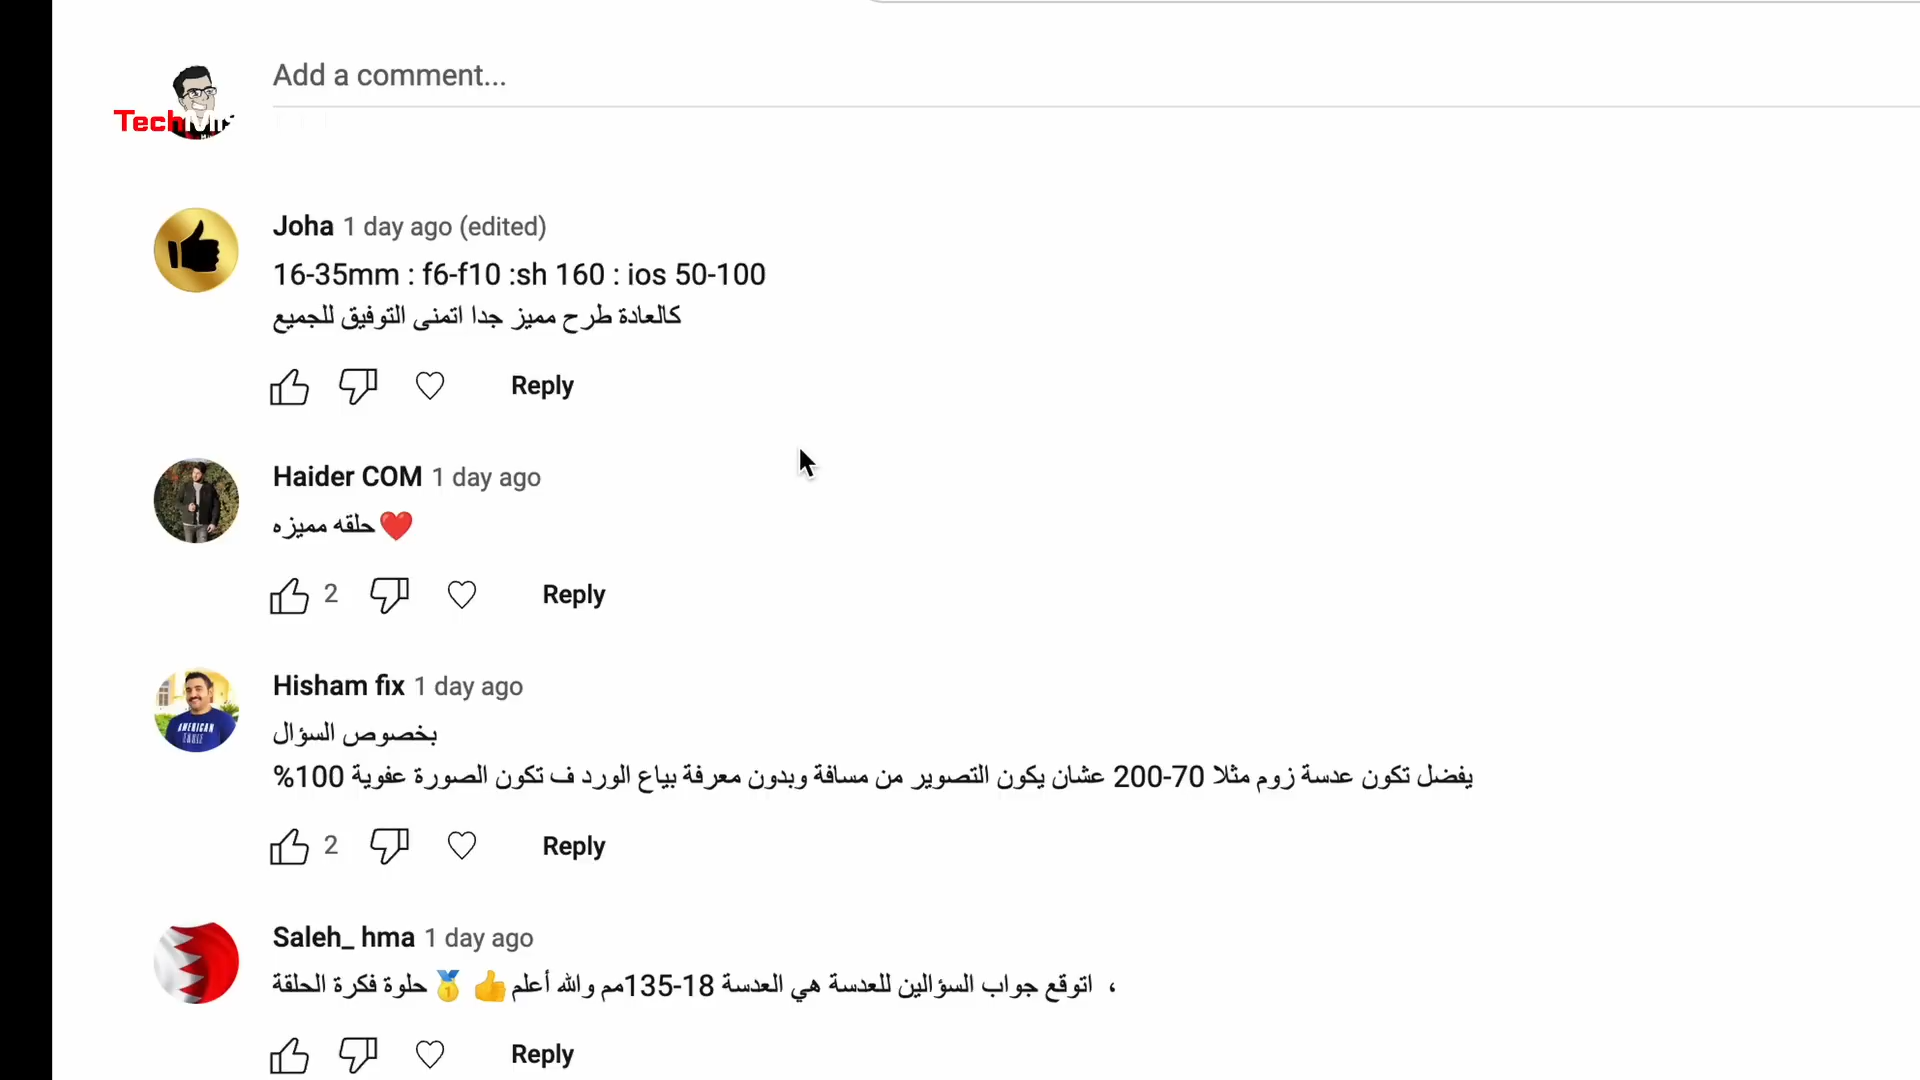 Add a comment...
Tech
Joha 1 day ago (edited)
16-35mm : f6-f10 :sh 160 : ios 50-100
كالعادة طرح مميز جدا اتمنى التوفيق للجميع
Reply
Haider COM 1 day ago
حلقه مميزه❤️
2 Reply
Hisham fix 1 day ago
AMERICAN
بخصوص السؤال
يفضل تكون عدسة زوم مثلا 70-200 عشان يكون التصوير من مسافة وبدون معرفة بياع الورد ف تكون الصورة عفوية 100%
2 Reply
Saleh_ hma 1 day ago
حلوة فكرة الحلقة🥇👍 ، اتوقع جواب السؤالين للعدسة هي العدسة 18-135مم والله أعلم
Reply